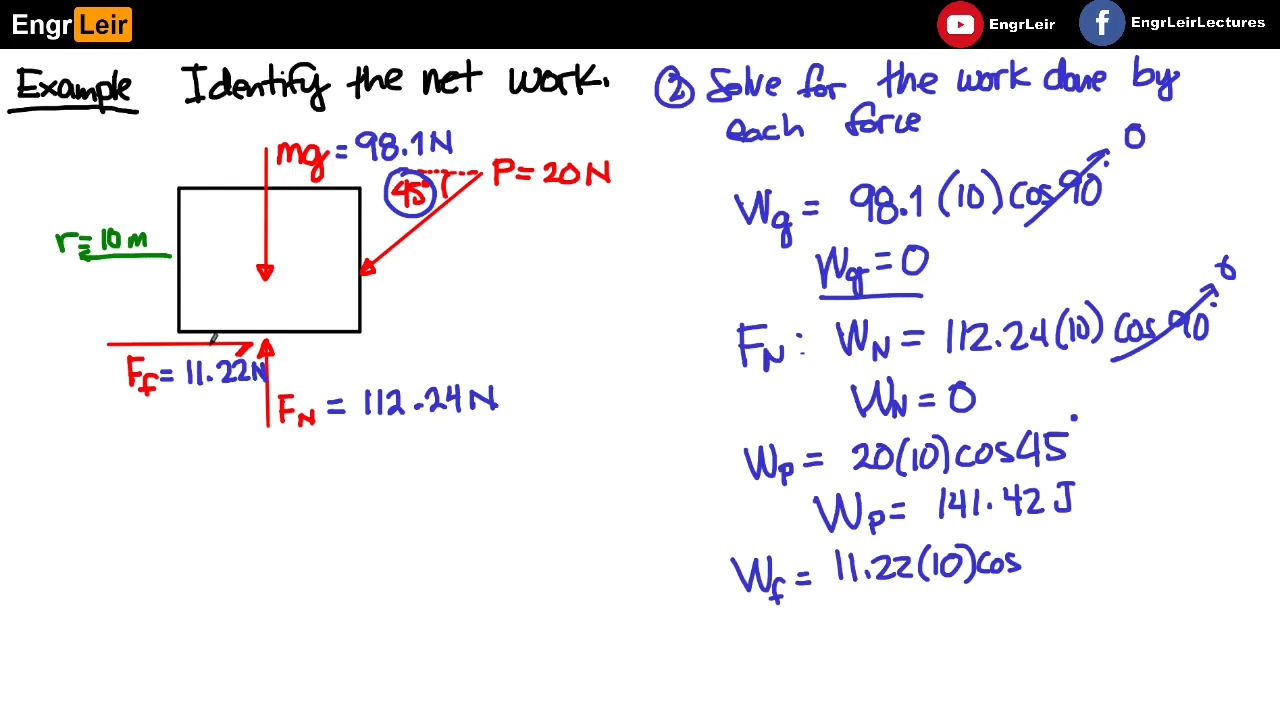 EngrLeir
EngrLeir
EngrLeirLectures
Example Identify the net work.
mg = 98.1N
45°
P = 20N
r = 10m
Ff = 11.22N
FN = 112.24N
② Solve for the work done by
each force
Wg = 98.1 (10) cos 90° 0
Wg = 0
FN: WN = 112.24 (10) cos 90° 0
WN = 0
Wp = 20(10) cos 45°
Wp = 141.42 J
Wf = 11.22 (10) cos